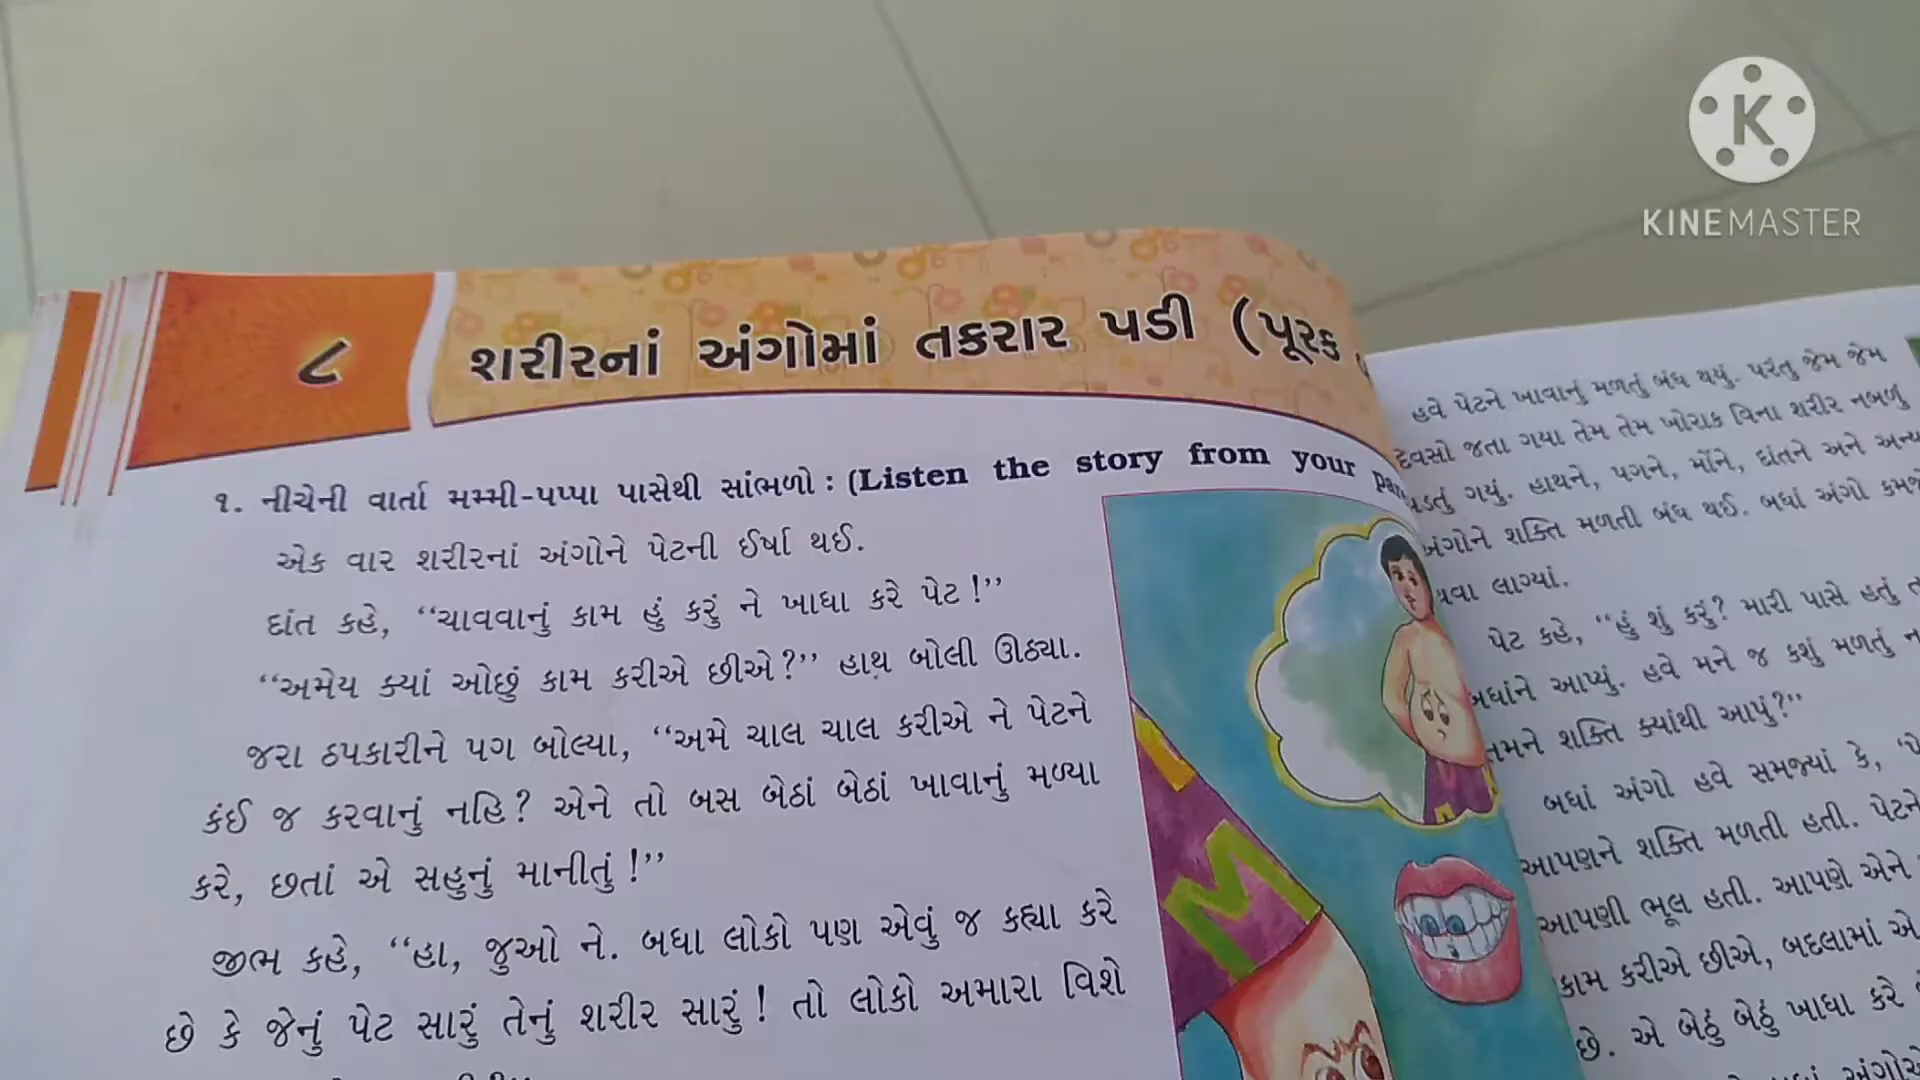 KINEMASTER
૮
શરીરનાં અંગોમાં તકરાર પડી (પૂરક
૧. નીચેની વાર્તા મમ્મી-પપ્પા પાસેથી સાંભળો : (Listen the story from your
એક વાર શરીરનાં અંગોને પેટની ઈર્ષા થઈ.
દાંત કહે, “ચાવવાનું કામ હું કરું ને ખાધા કરે પેટ !”
“અમેય ક્યાં ઓછું કામ કરીએ છીએ?” હાથ બોલી ઊઠ્યા.
જરા ઠપકારીને પગ બોલ્યા, “અમે ચાલ ચાલ કરીએ ને પેટને
કંઈ જ કરવાનું નહિ? એને તો બસ બેઠાં બેઠાં ખાવાનું મળ્યા
કરે, છતાં એ સહુનું માનીતું !”
જીભ કહે, “હા, જુઓ ને. બધા લોકો પણ એવું જ કહ્યા કરે
છે કે જેનું પેટ સારું તેનું શરીર સારું ! તો લોકો અમારા વિશે
હવે પેટને ખાવાનું મળતું બંધ થયું. પરંતુ જેમ જેમ
દિવસો જતા ગયા તેમ તેમ ખોરાક વિના શરીર નબળું
પડતું ગયું. હાથને, પગને, મોંને, દાંતને અને
અંગોને શક્તિ મળતી બંધ થઈ. બધાં અંગો
લાગ્યાં.
પેટ કહે, “હું શું કરું? મારી પાસે હતું
બધાંને આપ્યું. હવે મને જ કશું મળતું
તમને શક્તિ ક્યાંથી આપું?”
બધાં અંગો હવે સમજ્યાં કે,
આપણને શક્તિ મળતી હતી. પેટને
આપણી ભૂલ હતી. આપણે એને
કામ કરીએ છીએ, બદલામાં એ
છે. એ બેઠું બેઠું ખાધા કરે